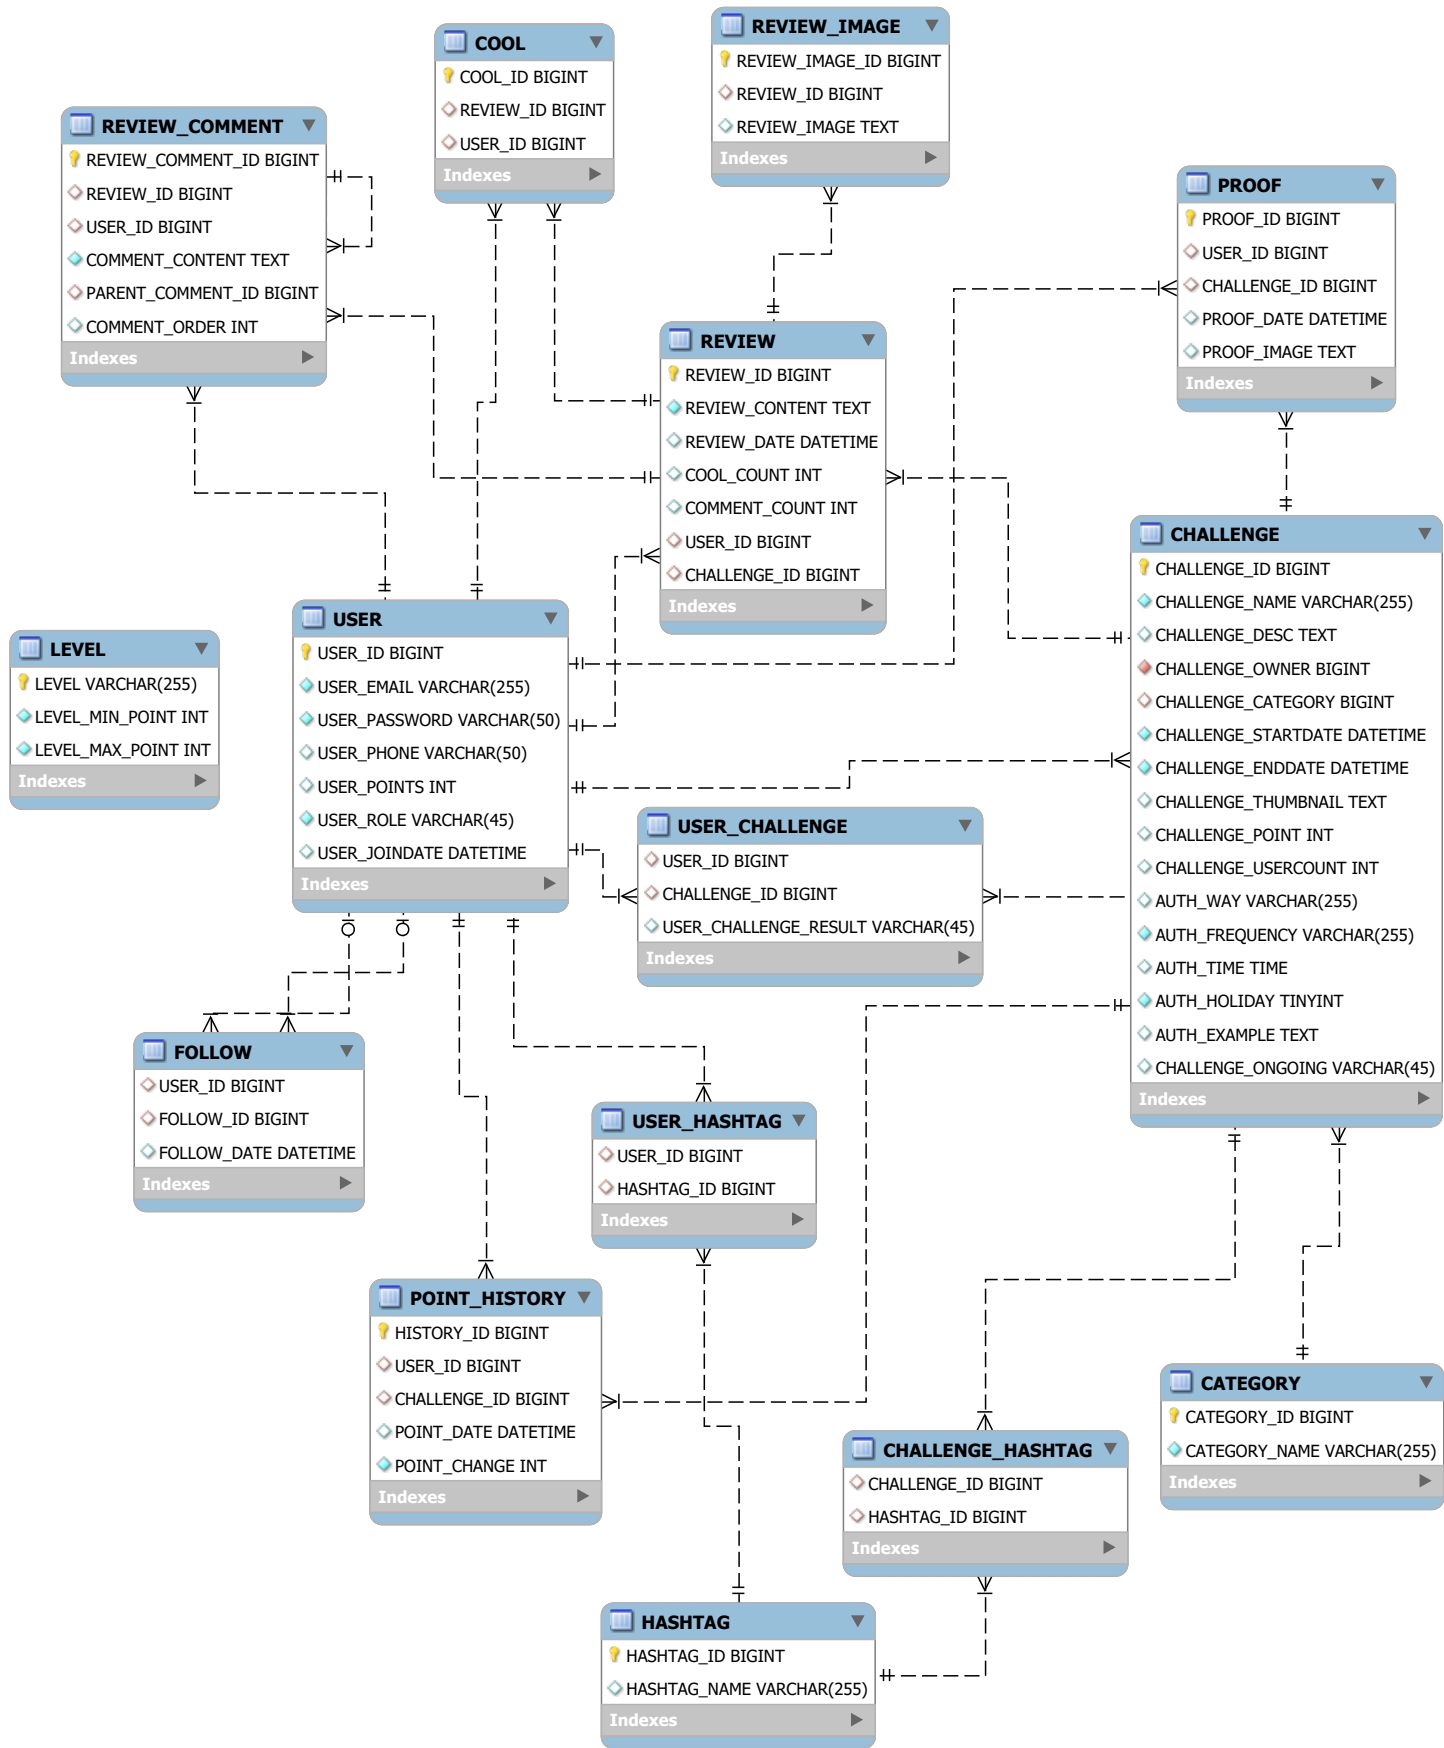 COOL
COOL_ID BIGINT
REVIEW_ID BIGINT
USER_ID BIGINT
Indexes
REVIEW_IMAGE
REVIEW_IMAGE_ID BIGINT
REVIEW_ID BIGINT
REVIEW_IMAGE TEXT
Indexes
REVIEW_COMMENT
REVIEW_COMMENT_ID BIGINT
REVIEW_ID BIGINT
USER_ID BIGINT
COMMENT_CONTENT TEXT
PARENT_COMMENT_ID BIGINT
COMMENT_ORDER INT
Indexes
PROOF
PROOF_ID BIGINT
USER_ID BIGINT
CHALLENGE_ID BIGINT
PROOF_DATE DATETIME
PROOF_IMAGE TEXT
Indexes
REVIEW
REVIEW_ID BIGINT
REVIEW_CONTENT TEXT
REVIEW_DATE DATETIME
COOL_COUNT INT
COMMENT_COUNT INT
USER_ID BIGINT
CHALLENGE_ID BIGINT
Indexes
CHALLENGE
CHALLENGE_ID BIGINT
CHALLENGE_NAME VARCHAR(255)
CHALLENGE_DESC TEXT
CHALLENGE_OWNER BIGINT
CHALLENGE_CATEGORY BIGINT
CHALLENGE_STARTDATE DATETIME
CHALLENGE_ENDDATE DATETIME
CHALLENGE_THUMBNAIL TEXT
CHALLENGE_POINT INT
CHALLENGE_USERCOUNT INT
AUTH_WAY VARCHAR(255)
AUTH_FREQUENCY VARCHAR(255)
AUTH_TIME TIME
AUTH_HOLIDAY TINYINT
AUTH_EXAMPLE TEXT
CHALLENGE_ONGOING VARCHAR(45)
Indexes
USER
USER_ID BIGINT
USER_EMAIL VARCHAR(255)
USER_PASSWORD VARCHAR(50)
USER_PHONE VARCHAR(50)
USER_POINTS INT
USER_ROLE VARCHAR(45)
USER_JOINDATE DATETIME
Indexes
LEVEL
LEVEL VARCHAR(255)
LEVEL_MIN_POINT INT
LEVEL_MAX_POINT INT
Indexes
USER_CHALLENGE
USER_ID BIGINT
CHALLENGE_ID BIGINT
USER_CHALLENGE_RESULT VARCHAR(45)
Indexes
FOLLOW
USER_ID BIGINT
FOLLOW_ID BIGINT
FOLLOW_DATE DATETIME
Indexes
USER_HASHTAG
USER_ID BIGINT
HASHTAG_ID BIGINT
Indexes
POINT_HISTORY
HISTORY_ID BIGINT
USER_ID BIGINT
CHALLENGE_ID BIGINT
POINT_DATE DATETIME
POINT_CHANGE INT
Indexes
CATEGORY
CATEGORY_ID BIGINT
CATEGORY_NAME VARCHAR(255)
Indexes
CHALLENGE_HASHTAG
CHALLENGE_ID BIGINT
HASHTAG_ID BIGINT
Indexes
HASHTAG
HASHTAG_ID BIGINT
HASHTAG_NAME VARCHAR(255)
Indexes